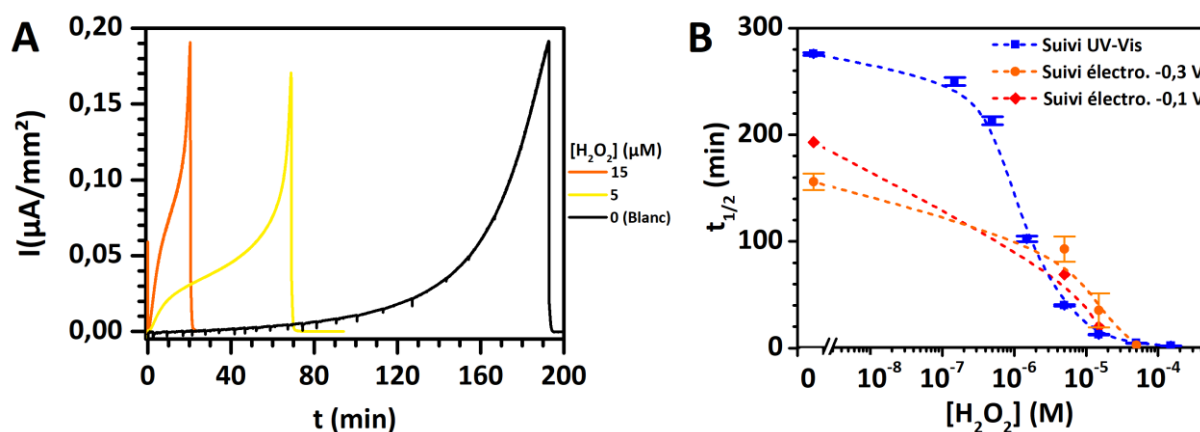 A
0,20
0,15
0,10
0,05
0,00
I(µA/mm²)
0 40 80 120 160 200
t (min)
[H₂O₂] (µM)
15
5
0 (Blanc)
B
300
200
100
0
t₁/₂ (min)
Suivi UV-Vis
Suivi électro. -0,3 V
Suivi électro. -0,1 V
0 10⁻⁸ 10⁻⁷ 10⁻⁶ 10⁻⁵ 10⁻⁴
[H₂O₂] (M)